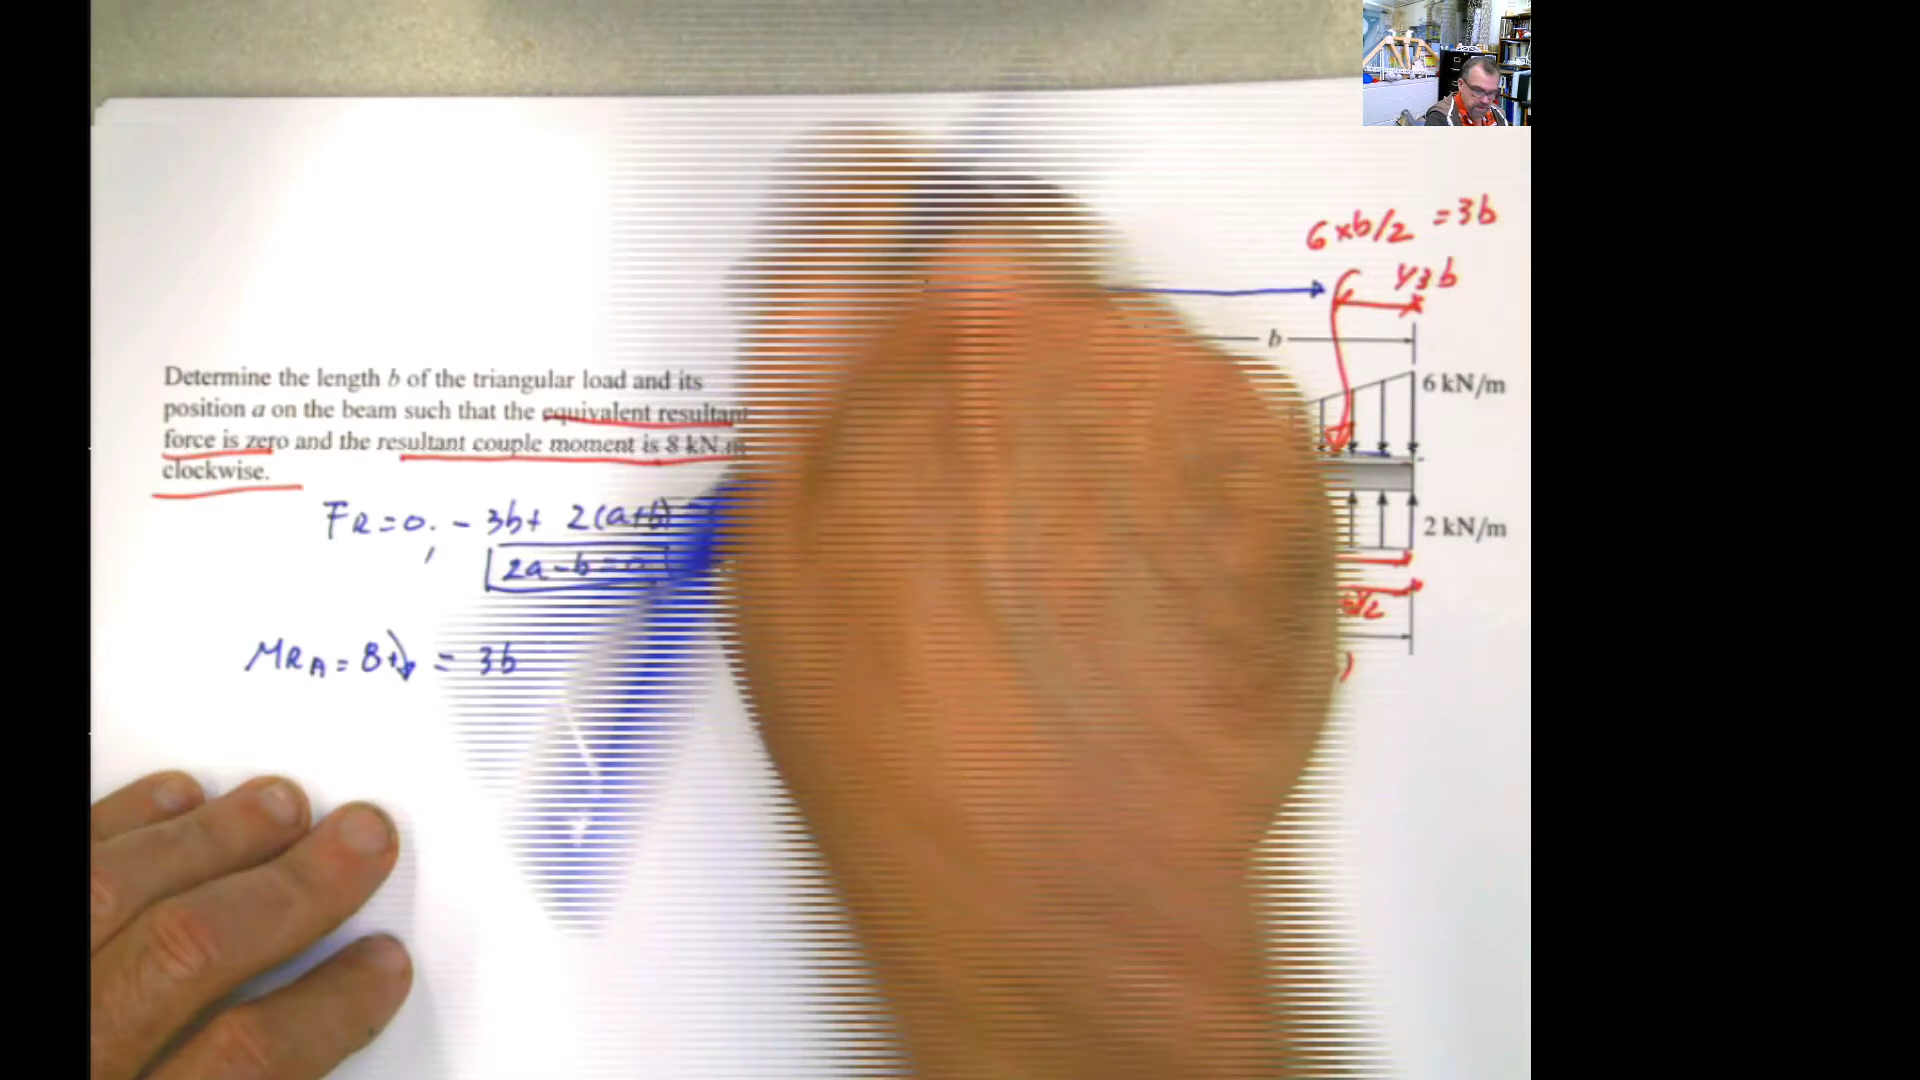 6 × b/2 = 3b
1/3 b
b
6 kN/m
Determine the length b of the triangular load and its
position a on the beam such that the equivalent resultant
force is zero and the resultant couple moment is 8 kN.m
clockwise.
FR = 0; - 3b + 2(a+b)
2a - b = 0
2 kN/m
b/2
MRA = 8 + = 3b
)